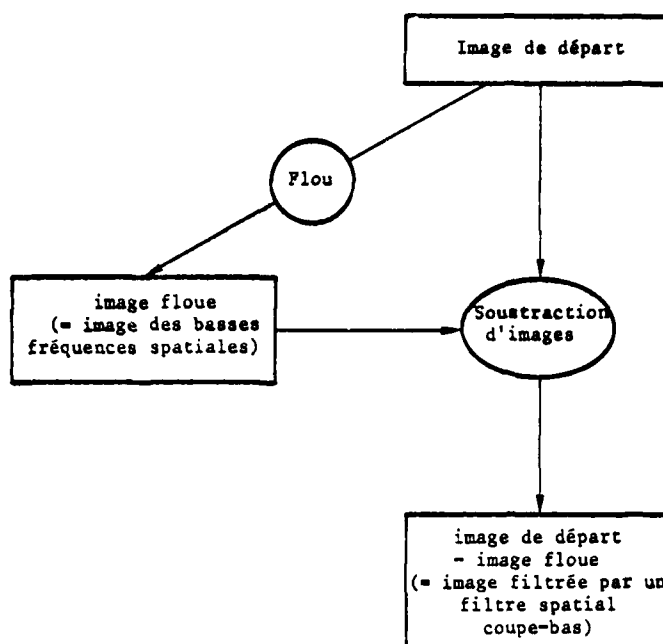 Image de départ
Flou
image floue
(= image des basses
fréquences spatiales)
Soustraction
d'images
image de départ
- image floue
(= image filtrée par un
filtre spatial
coupe-bas)